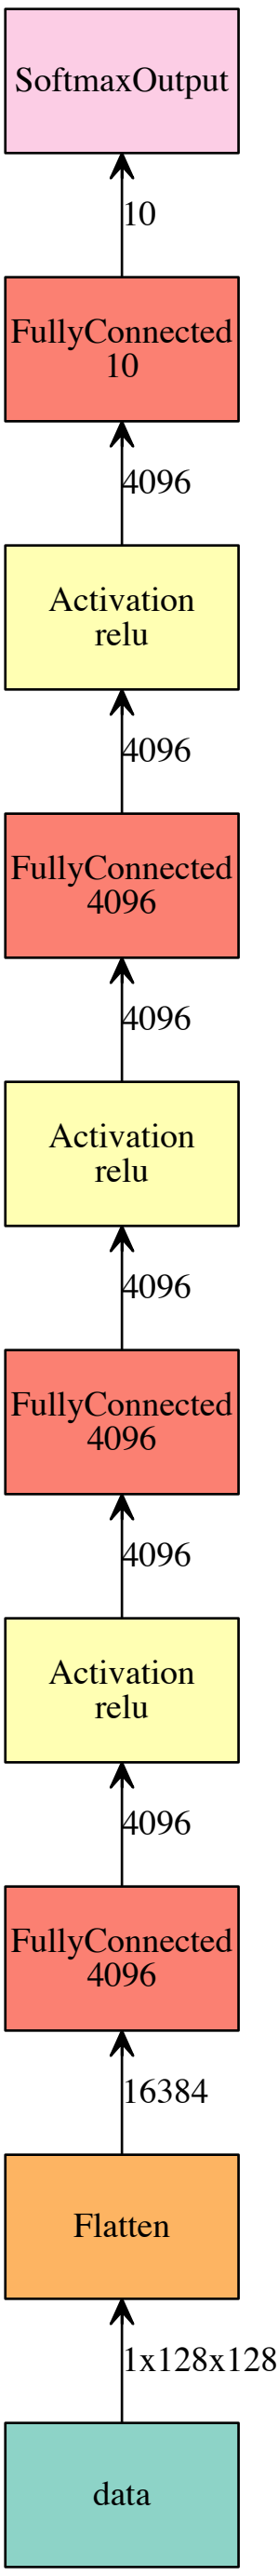 SoftmaxOutput
10
FullyConnected
10
4096
Activation
relu
4096
FullyConnected
4096
4096
Activation
relu
4096
FullyConnected
4096
4096
Activation
relu
4096
FullyConnected
4096
16384
Flatten
1x128x128
data